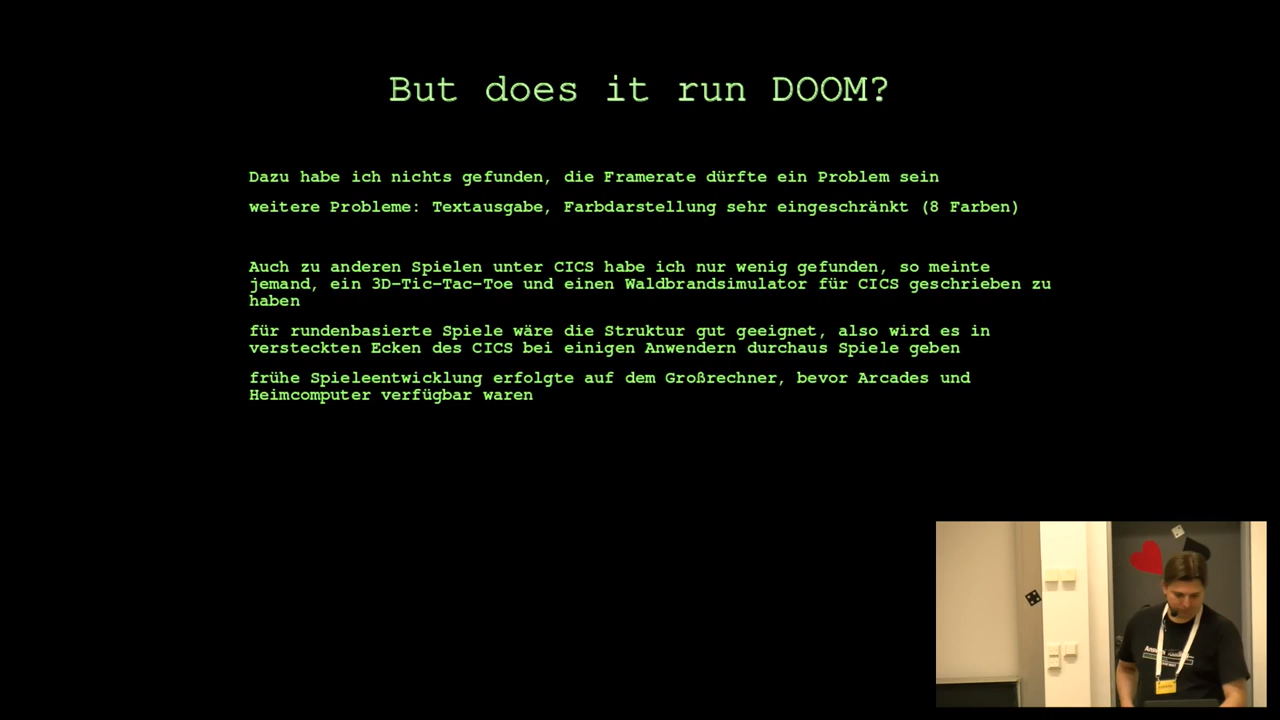 But does it run DOOM?
Dazu habe ich nichts gefunden, die Framerate dürfte ein Problem sein
weitere Probleme: Textausgabe, Farbdarstellung sehr eingeschränkt (8 Farben)
Auch zu anderen Spielen unter CICS habe ich nur wenig gefunden, so meinte
jemand, ein 3D-Tic-Tac-Toe und einen Waldbrandsimulator für CICS geschrieben zu
haben
für rundenbasierte Spiele wäre die Struktur gut geeignet, also wird es in
versteckten Ecken des CICS bei einigen Anwendern durchaus Spiele geben
frühe Spieleentwicklung erfolgte auf dem Großrechner, bevor Arcades und
Heimcomputer verfügbar waren